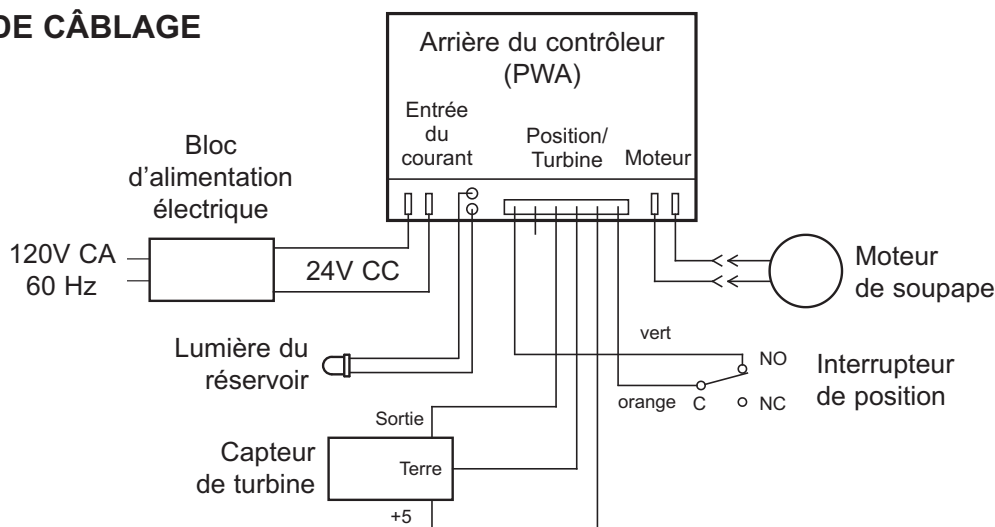 DE CÂBLAGE
Arrière du contrôleur
(PWA)
Entrée
du
courant
Position/
Turbine
Moteur
Bloc
d'alimentation
électrique
120V CA
60 Hz
24V CC
Moteur
de soupape
Lumière du
réservoir
vert
NO
orange
C
NC
Interrupteur
de position
Sortie
Capteur
de turbine
Terre
+5